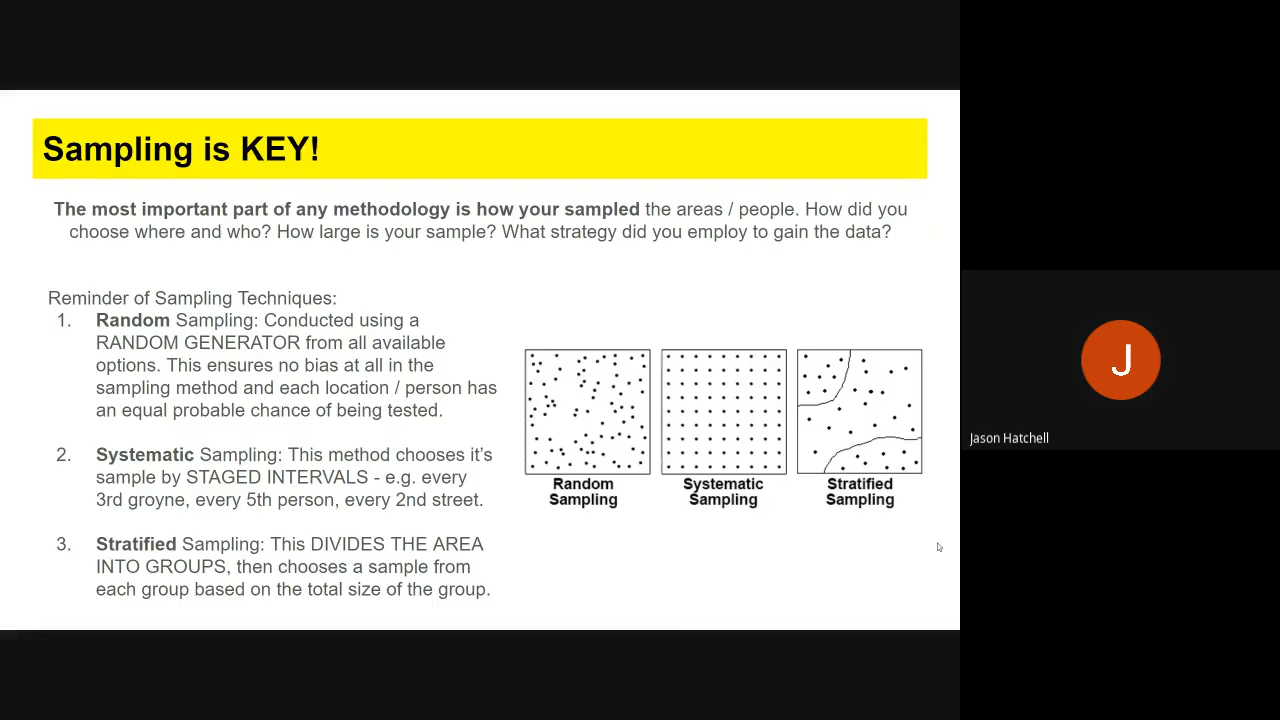 Sampling is KEY!
The most important part of any methodology is how your sampled the areas / people. How did you
choose where and who? How large is your sample? What strategy did you employ to gain the data?
Reminder of Sampling Techniques:
1. Random Sampling: Conducted using a
RANDOM GENERATOR from all available
options. This ensures no bias at all in the
sampling method and each location / person has
an equal probable chance of being tested.
2. Systematic Sampling: This method chooses it's
sample by STAGED INTERVALS - e.g. every
3rd groyne, every 5th person, every 2nd street.
3. Stratified Sampling: This DIVIDES THE AREA
INTO GROUPS, then chooses a sample from
each group based on the total size of the group.
Random
Sampling
Systematic
Sampling
Stratified
Sampling
J
Jason Hatchell